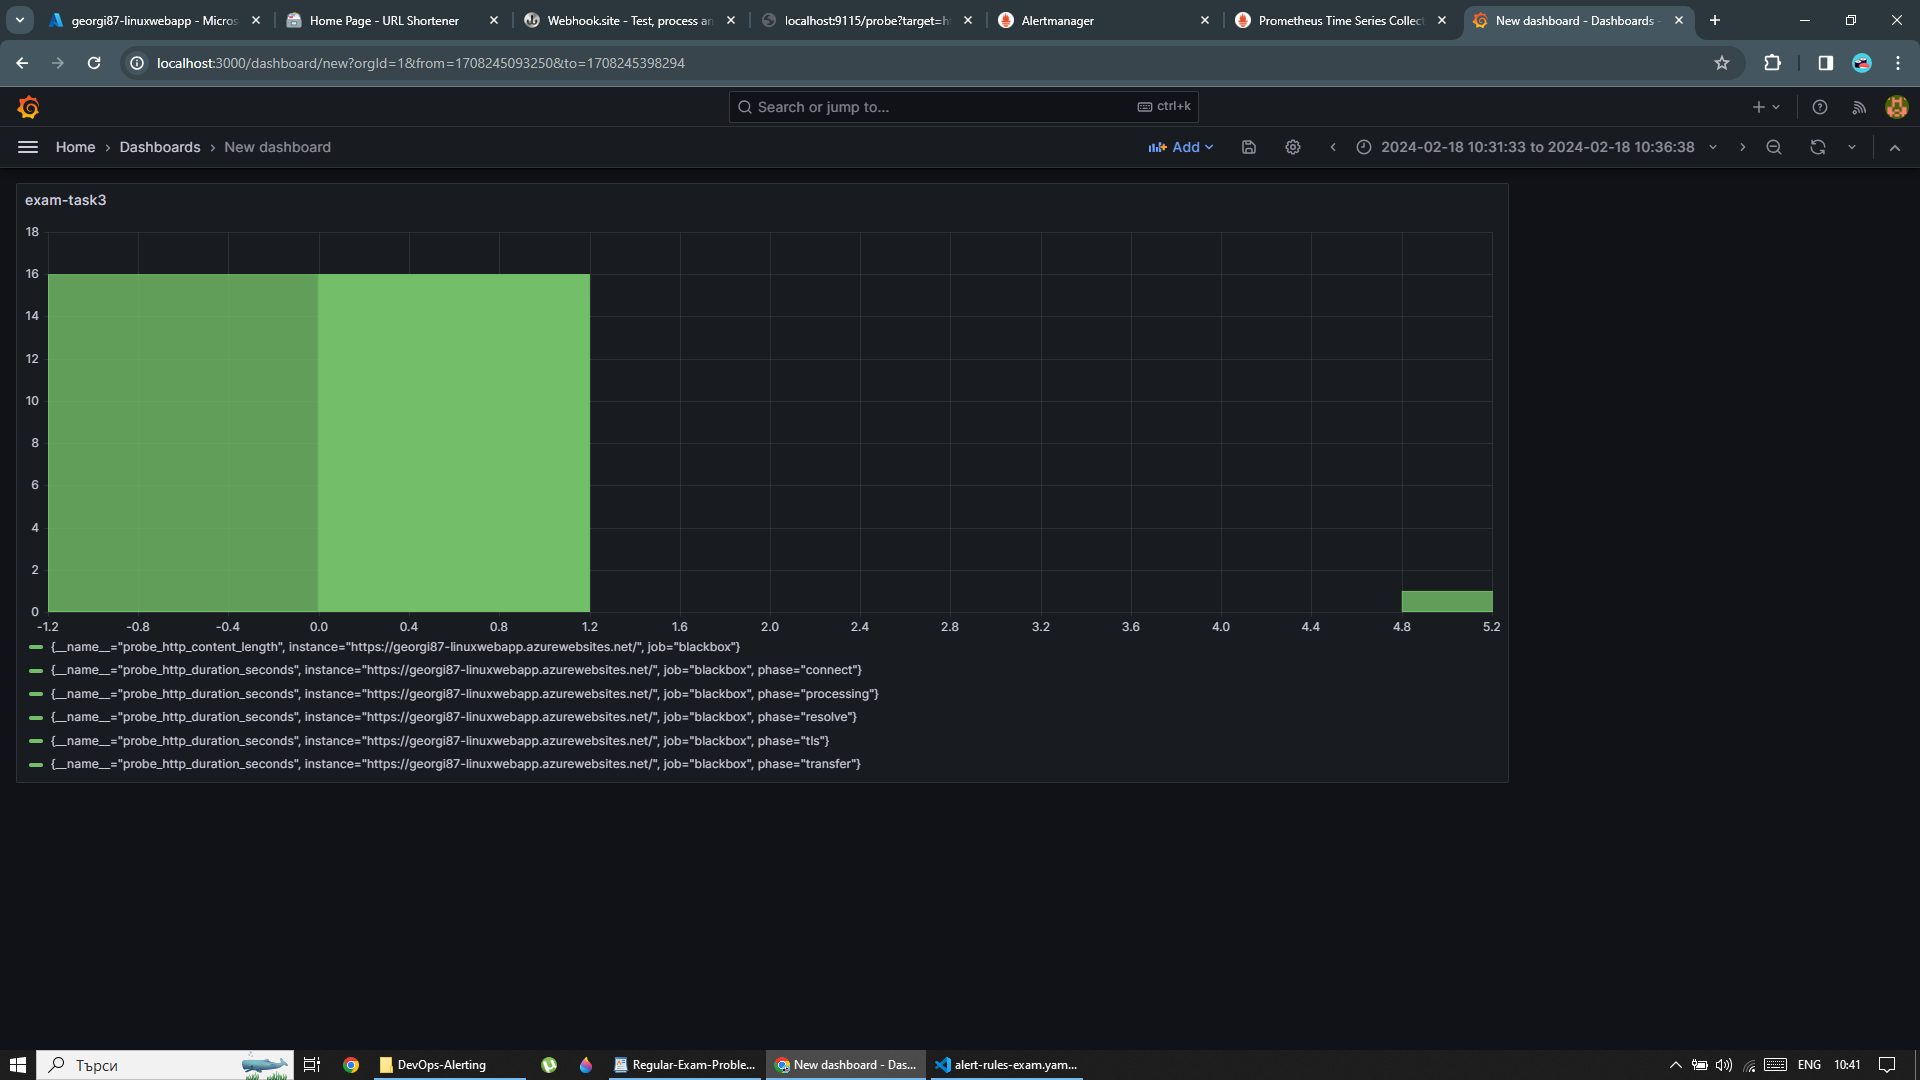 georgi87-linuxwebapp - Micros
Home Page - URL Shortener
Webhook.site - Test, process an
localhost:9115/probe?target=h
Alertmanager
Prometheus Time Series Collect
New dashboard - Dashboards -
localhost:3000/dashboard/new?orgId=1&from=1708245093250&to=1708245398294
Search or jump to...
ctrl+k
Home › Dashboards › New dashboard
Add
2024-02-18 10:31:33 to 2024-02-18 10:36:38
exam-task3
18
16
14
12
10
8
6
4
2
0
-1.2 -0.8 -0.4 0.0 0.4 0.8 1.2 1.6 2.0 2.4 2.8 3.2 3.6 4.0 4.4 4.8 5.2
{__name__="probe_http_content_length", instance="https://georgi87-linuxwebapp.azurewebsites.net/", job="blackbox"}
{__name__="probe_http_duration_seconds", instance="https://georgi87-linuxwebapp.azurewebsites.net/", job="blackbox", phase="connect"}
{__name__="probe_http_duration_seconds", instance="https://georgi87-linuxwebapp.azurewebsites.net/", job="blackbox", phase="processing"}
{__name__="probe_http_duration_seconds", instance="https://georgi87-linuxwebapp.azurewebsites.net/", job="blackbox", phase="resolve"}
{__name__="probe_http_duration_seconds", instance="https://georgi87-linuxwebapp.azurewebsites.net/", job="blackbox", phase="tls"}
{__name__="probe_http_duration_seconds", instance="https://georgi87-linuxwebapp.azurewebsites.net/", job="blackbox", phase="transfer"}
Търси
DevOps-Alerting
Regular-Exam-Proble...
New dashboard - Das...
alert-rules-exam.yam...
ENG
10:41